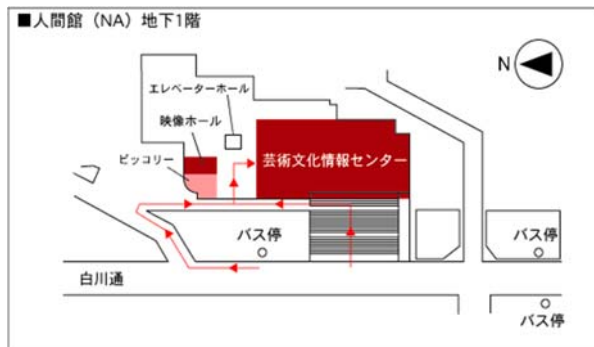 ■人間館（NA）地下1階
N
エレベーターホール
映像ホール
ピッコリー
芸術文化情報センター
バス停
バス停
白川通
バス停